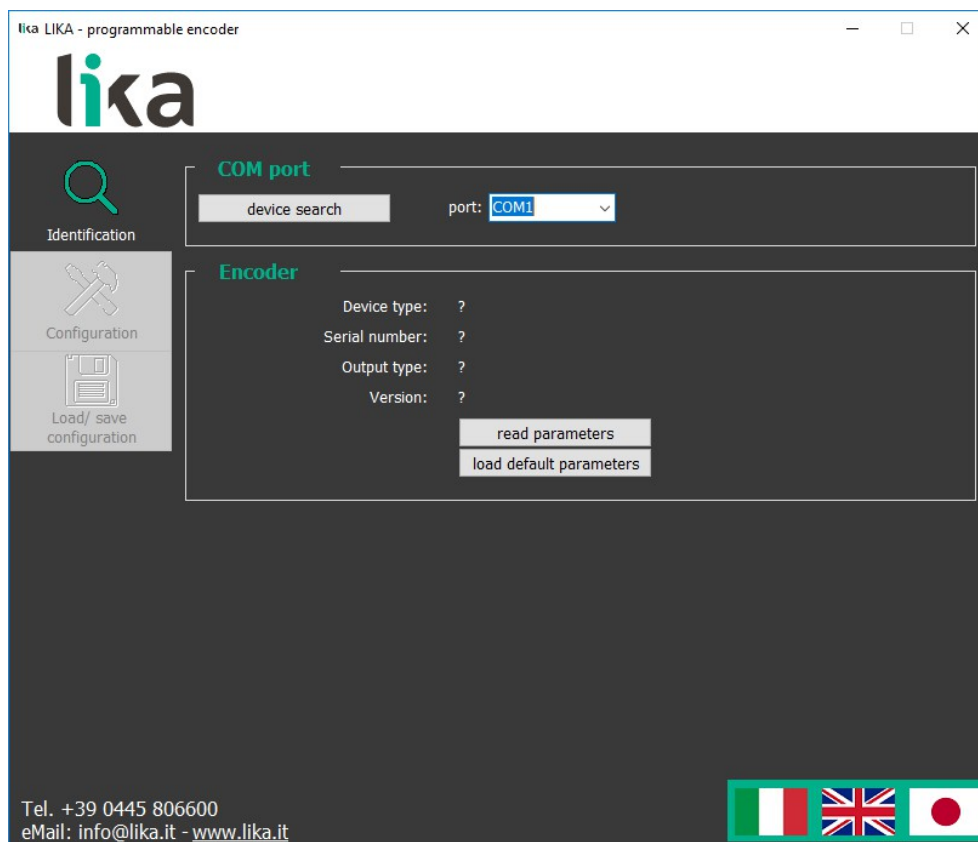 lika LIKA - programmable encoder
lika
Identification
Configuration
Load/ save
configuration
COM port
device search
port: COM1
Encoder
Device type: ?
Serial number: ?
Output type: ?
Version: ?
read parameters
load default parameters
Tel. +39 0445 806600
eMail: info@lika.it - www.lika.it